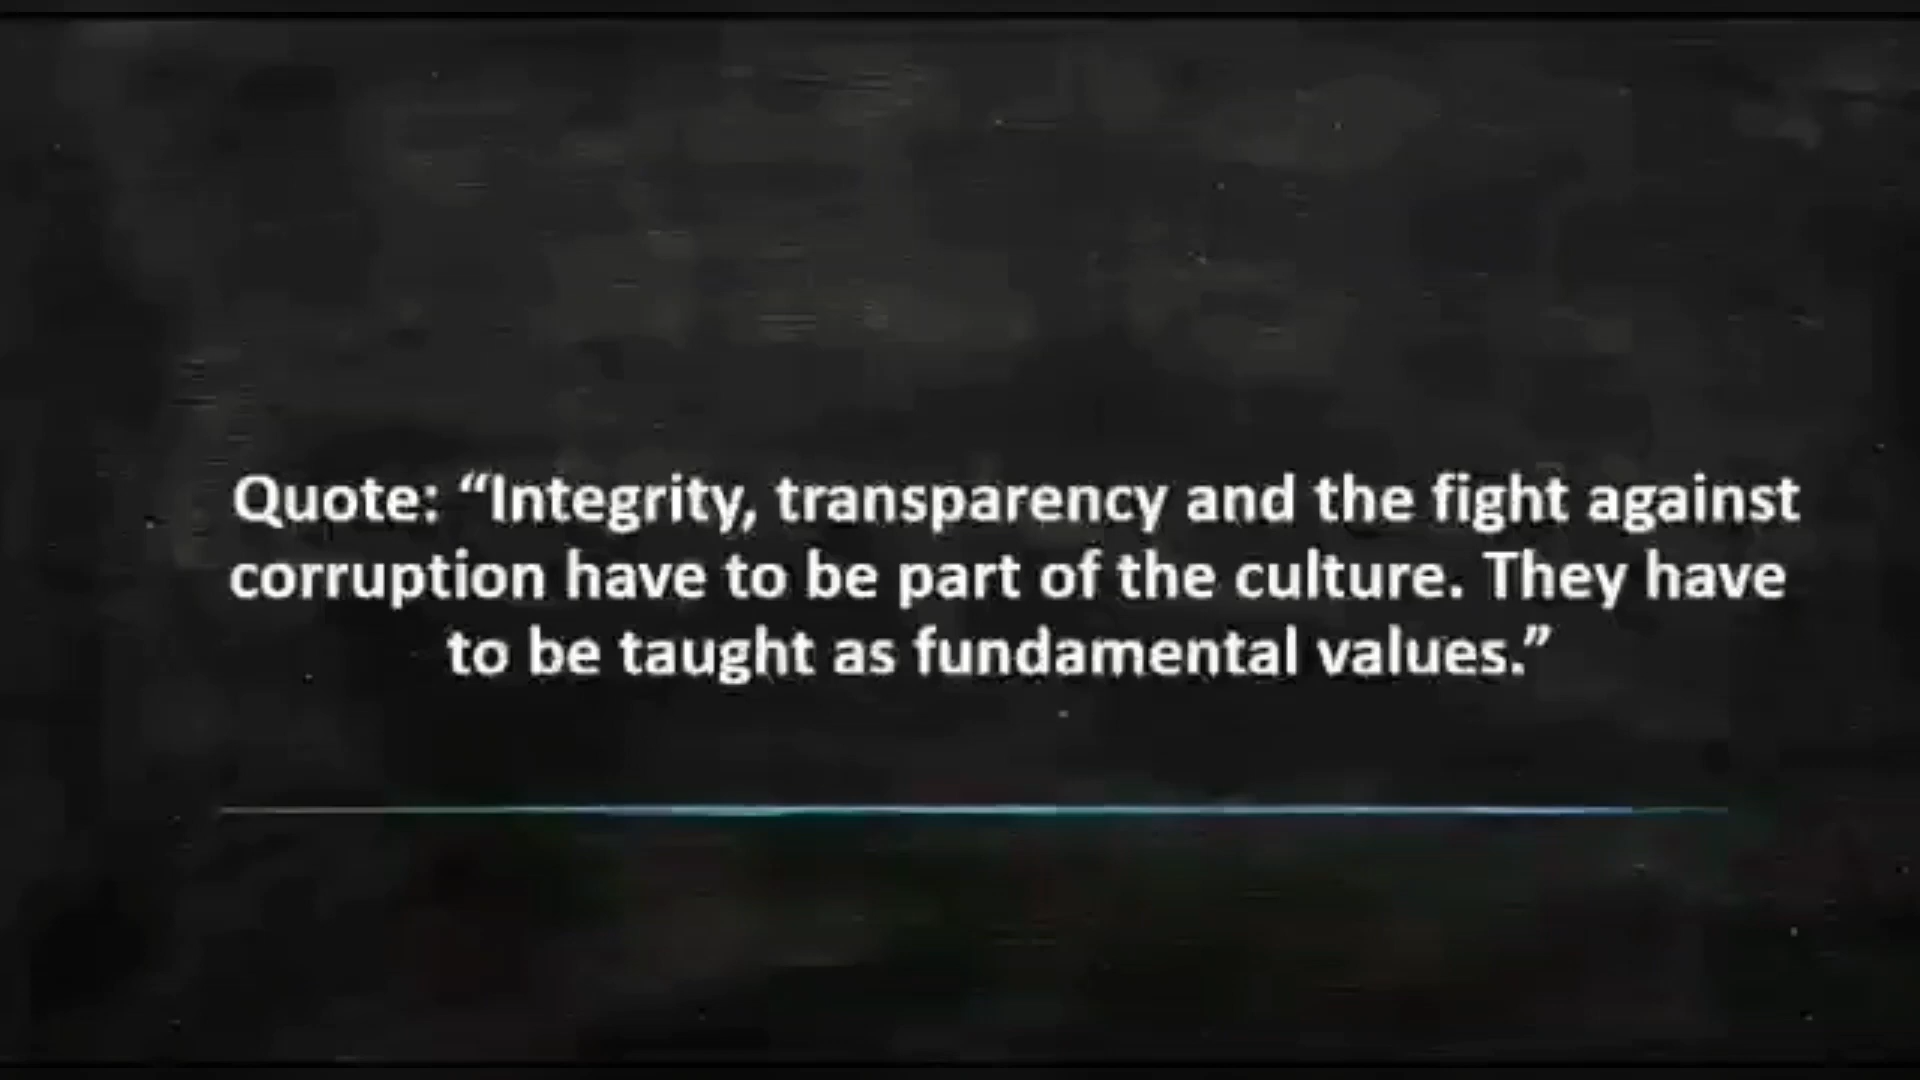 Quote: “Integrity, transparency and the fight against
corruption have to be part of the culture. They have
to be taught as fundamental values.”